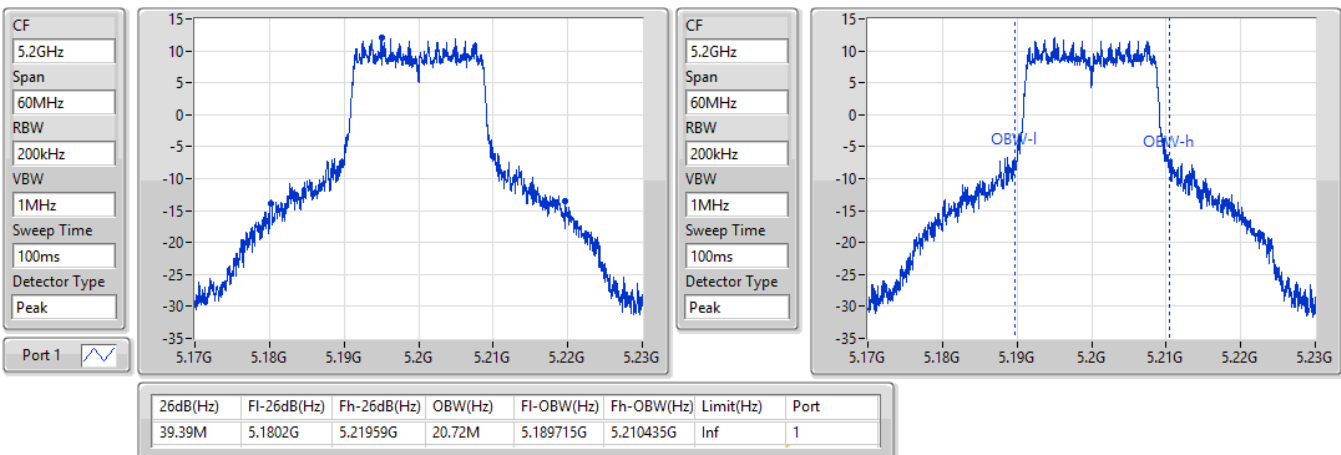 CF
5.2GHz
Span
60MHz
RBW
200kHz
VBW
1MHz
Sweep Time
100ms
Detector Type
Peak
Port 1
15
10
5
0
-5
-10
-15
-20
-25
-30
-35
5.17G 5.18G 5.19G 5.2G 5.21G 5.22G 5.23G
CF
5.2GHz
Span
60MHz
RBW
200kHz
VBW
1MHz
Sweep Time
100ms
Detector Type
Peak
15
10
5
0
-5
-10
-15
-20
-25
-30
-35
OBW-l OBW-h
5.17G 5.18G 5.19G 5.2G 5.21G 5.22G 5.23G
26dB(Hz) Fl-26dB(Hz) Fh-26dB(Hz) OBW(Hz) Fl-OBW(Hz) Fh-OBW(Hz) Limit(Hz) Port
39.39M 5.1802G 5.21959G 20.72M 5.189715G 5.210435G Inf 1